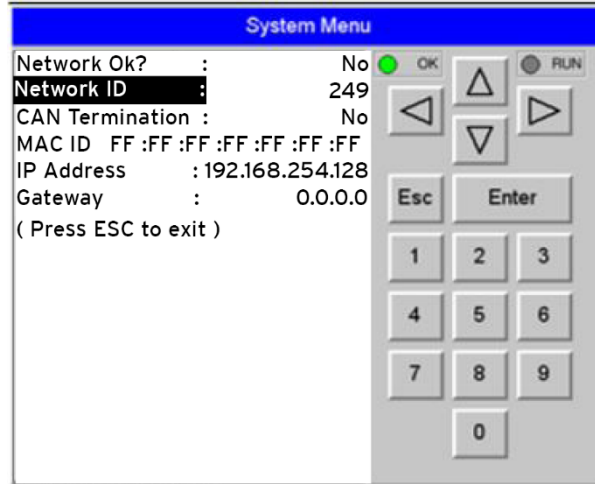 System Menu
Network Ok? : No
Network ID : 249
CAN Termination : No
MAC ID FF :FF :FF :FF :FF :FF :FF
IP Address : 192.168.254.128
Gateway : 0.0.0.0
( Press ESC to exit )
OK RUN
Esc Enter
1 2 3
4 5 6
7 8 9
0